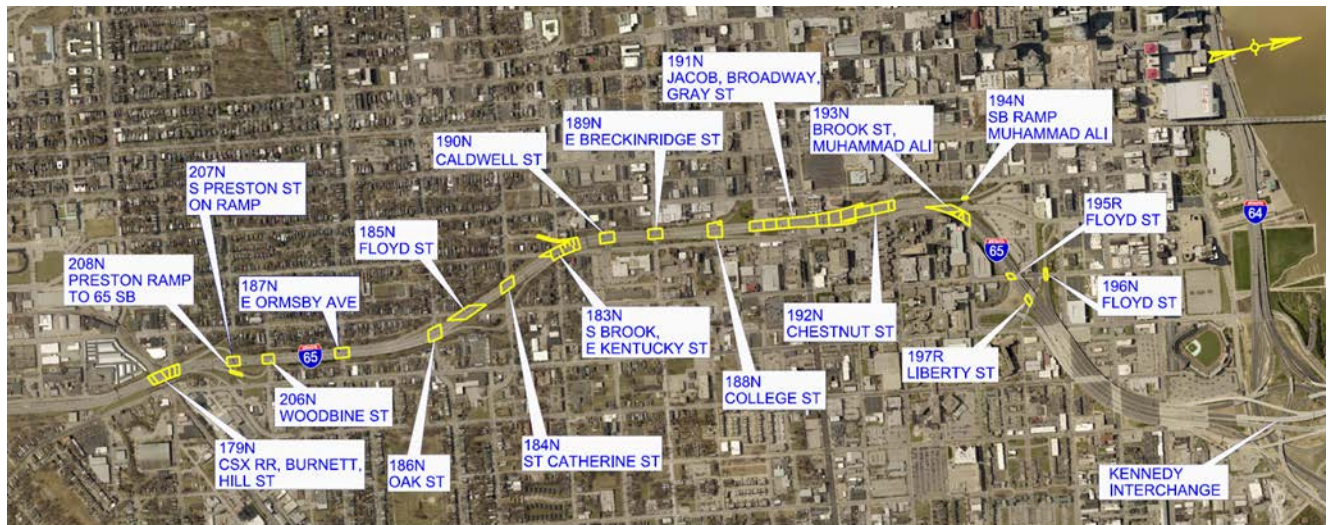 191N
JACOB, BROADWAY,
GRAY ST
193N
BROOK ST,
MUHAMMAD ALI
194N
SB RAMP
MUHAMMAD ALI
189N
E BRECKINRIDGE ST
190N
CALDWELL ST
207N
S PRESTON ST
ON RAMP
185N
FLOYD ST
195R
FLOYD ST
64
65
208N
PRESTON RAMP
TO 65 SB
187N
E ORMSBY AVE
196N
FLOYD ST
183N
S BROOK,
E KENTUCKY ST
192N
CHESTNUT ST
65
197R
LIBERTY ST
188N
COLLEGE ST
206N
WOODBINE ST
179N
CSX RR, BURNETT,
HILL ST
186N
OAK ST
184N
ST CATHERINE ST
KENNEDY
INTERCHANGE